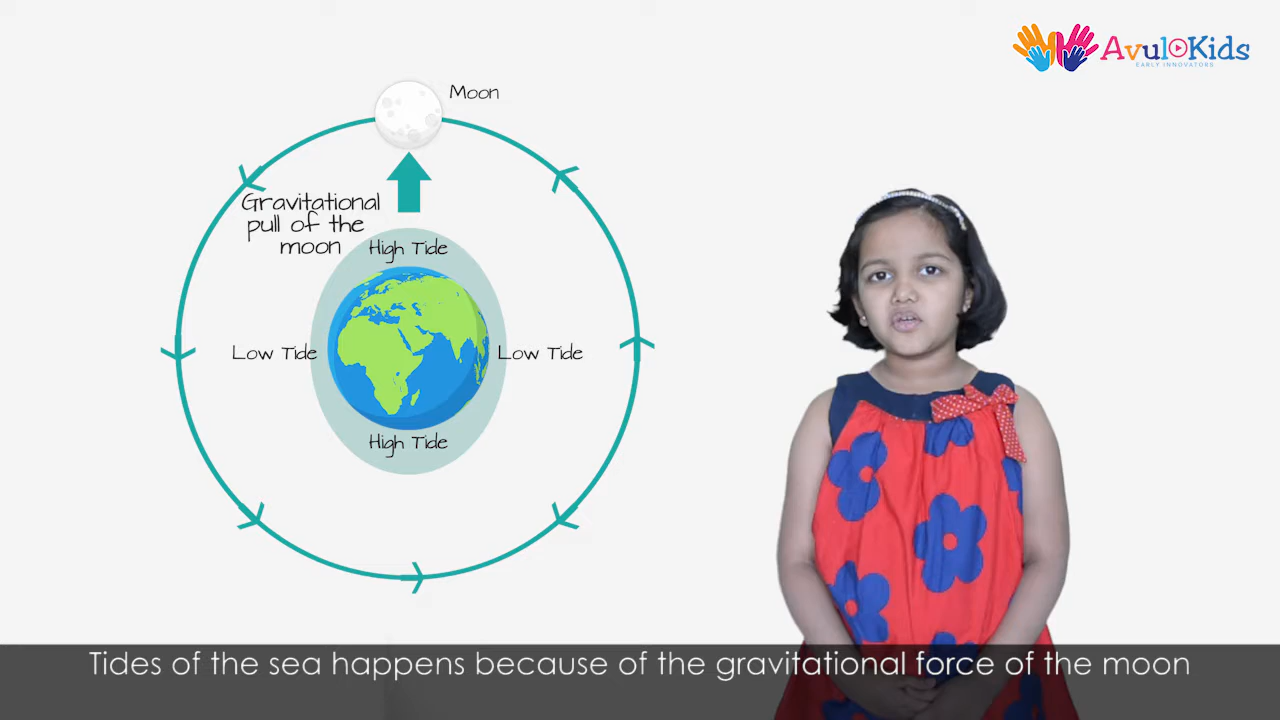 AvuloKids
EARLY INNOVATORS
Moon
Gravitational
pull of the
moon
High Tide
Low Tide
Low Tide
High Tide
Tides of the sea happens because of the gravitational force of the moon